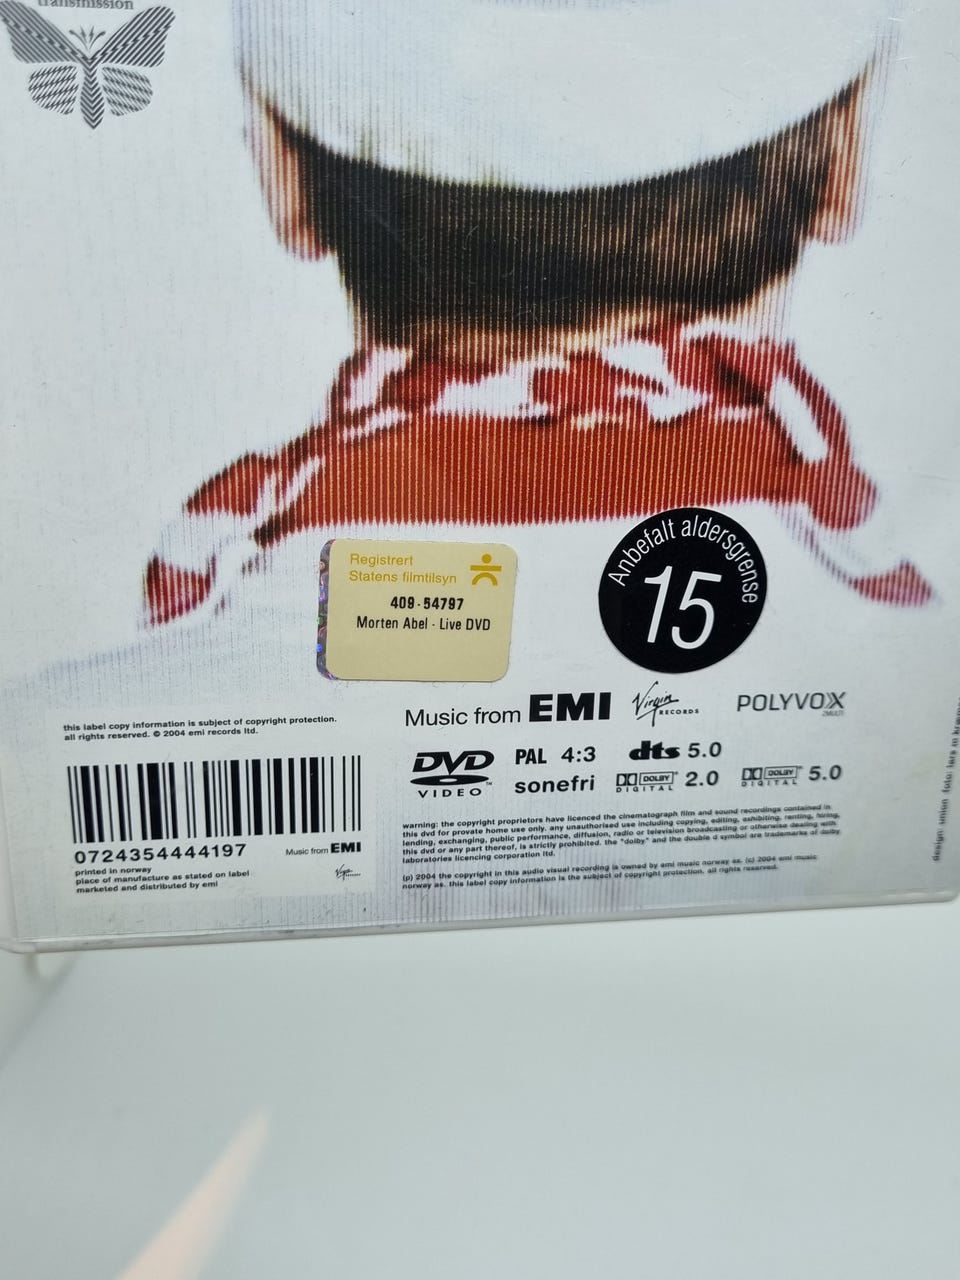 transmission
Anbefalt aldersgrense
15
Registrert
Statens filmtilsyn
409-54797
Morten Abel - Live DVD
Music from EMI
Virgin
RECORDS
POLYVOX
2MULTI
this label copy information is subject of copyright protection.
all rights reserved. © 2004 emi records ltd.
DVD
VIDEO
PAL 4:3
dts 5.0
sonefri
DOLBY
DIGITAL
2.0
DOLBY
DIGITAL
5.0
warning: the copyright proprietors have licenced the cinematograph film and sound recordings contained in
this dvd for private home use only. any unauthorised use including copying, editing, exhibiting, renting, hiring,
lending, exchanging, public performance, diffusion, radio or television broadcasting or otherwise dealing with
this dvd or any part thereof, is strictly prohibited. the "dolby" and the double d symbol are trademarks of dolby
laboratories licencing corporation ltd.
(p) 2004 the copyright in this audio visual recording is owned by emi music norway as. (c) 2004 emi music
norway as. this label copy information is the subject of copyright protection. all rights reserved.
0724354444197
Music from EMI
printed in norway
place of manufacture as stated on label
marketed and distributed by emi
Virgin
design: union foto: lars m